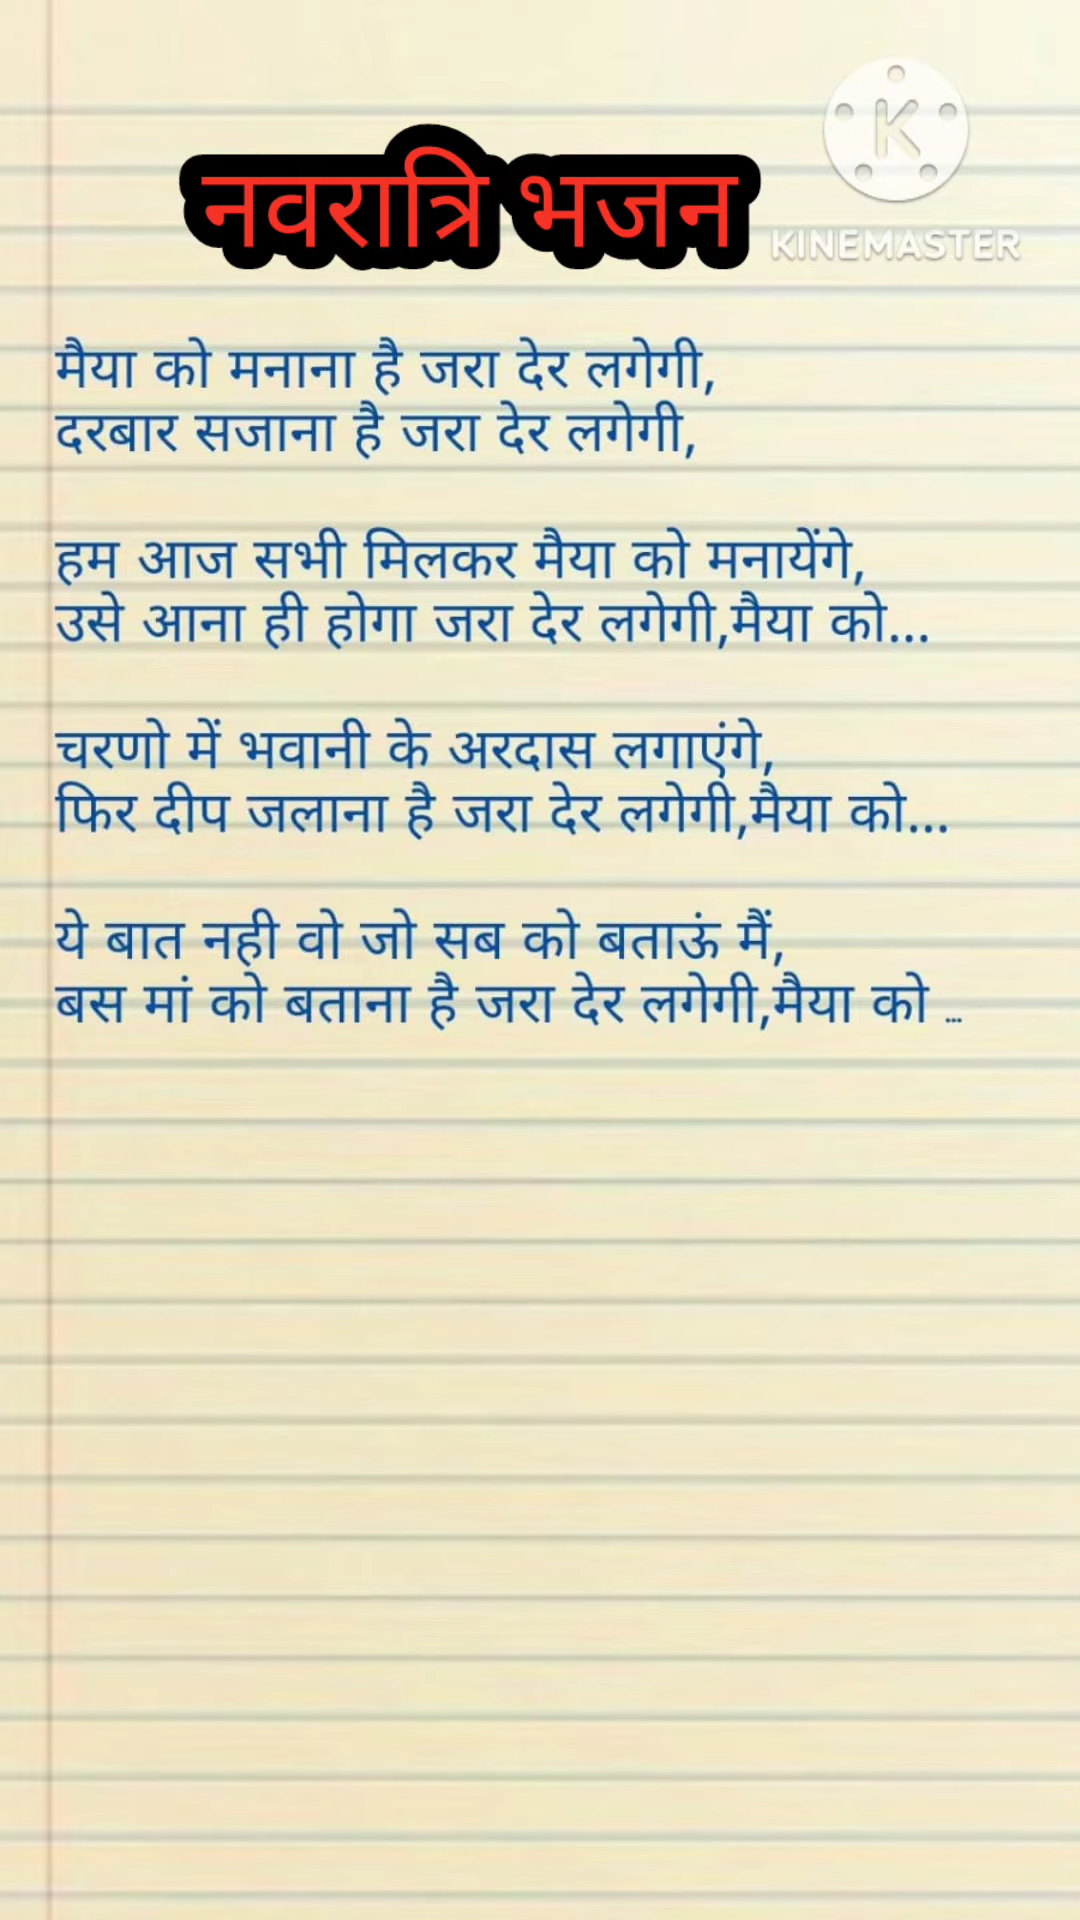 नवरात्रि भजन
KINEMASTER
मैया को मनाना है जरा देर लगेगी,
दरबार सजाना है जरा देर लगेगी,
हम आज सभी मिलकर मैया को मनायेंगे,
उसे आना ही होगा जरा देर लगेगी,मैया को...
चरणो में भवानी के अरदास लगाएंगे,
फिर दीप जलाना है जरा देर लगेगी,मैया को...
ये बात नही वो जो सब को बताऊं मैं,
बस मां को बताना है जरा देर लगेगी,मैया को ...